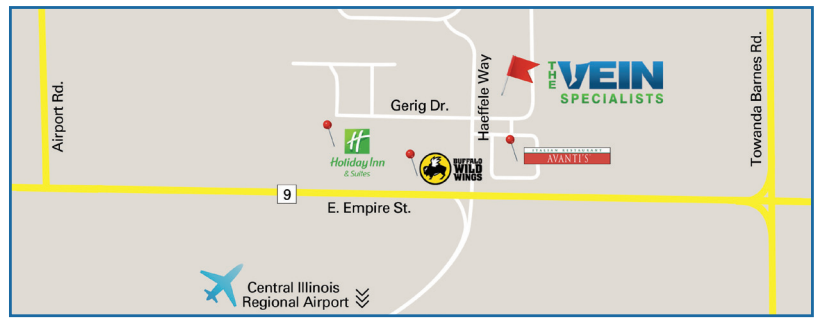 Airport Rd.
Gerig Dr.
Haeffele Way
THE VEIN
SPECIALISTS
Towanda Barnes Rd.
H
Holiday Inn
& Suites
BUFFALO
WILD
WINGS
ITALIAN RESTAURANT
AVANTI'S
9
E. Empire St.
Central Illinois
Regional Airport